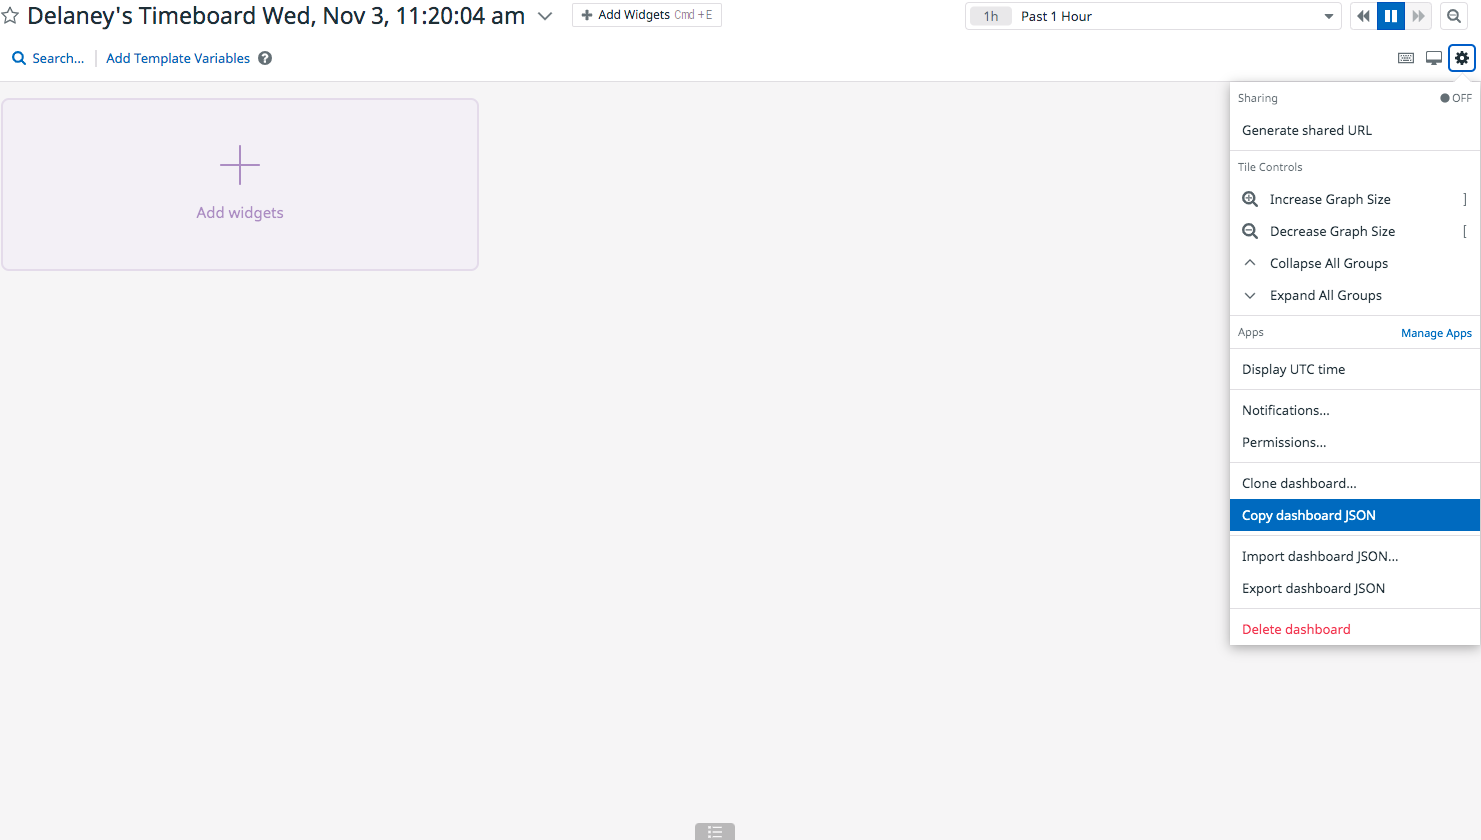 Delaney's Timeboard Wed, Nov 3, 11:20:04 am
Add Widgets Cmd +E
1h Past 1 Hour
Search...
Add Template Variables ?
Add widgets
Sharing OFF
Generate shared URL
Tile Controls
Increase Graph Size ]
Decrease Graph Size [
Collapse All Groups
Expand All Groups
Apps Manage Apps
Display UTC time
Notifications...
Permissions...
Clone dashboard...
Copy dashboard JSON
Import dashboard JSON...
Export dashboard JSON
Delete dashboard